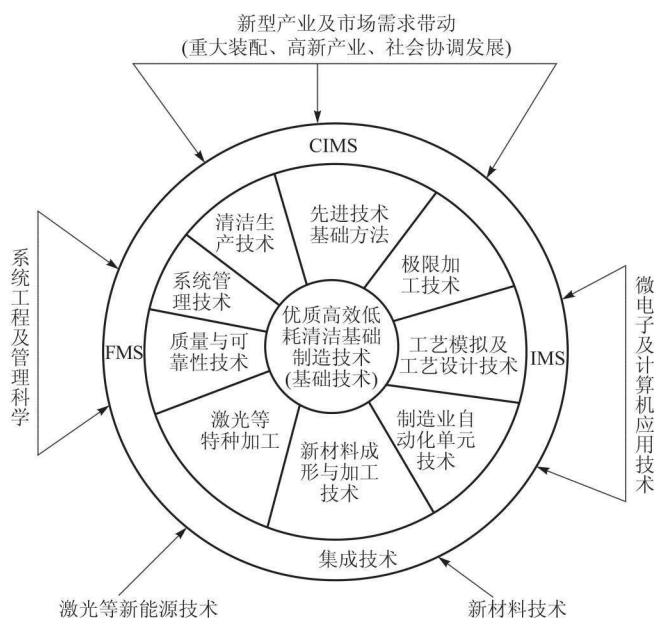 新型产业及市场需求带动
(重大装配、高新产业、社会协调发展)
CIMS
先进技术
基础方法
清洁生
产技术
极限加
工技术
系统管
理技术
优质高效低
耗清洁基础
制造技术
(基础技术)
质量与可
靠性技术
工艺模拟及
工艺设计技术
FMS
IMS
系统工程及管理科学
微电子及计算机应用技术
激光等
特种加工
制造业自
动化单元
技术
新材料成
形与加工
技术
集成技术
激光等新能源技术
新材料技术